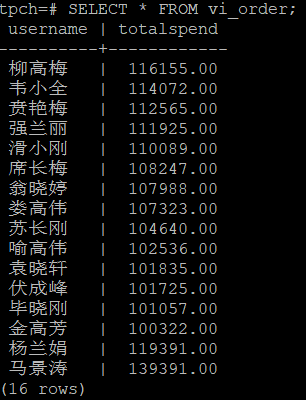 tpch=# SELECT * FROM vi_order;
 username | totalspend
----------+------------
 柳高梅   |  116155.00
 韦小全   |  114072.00
 贲艳梅   |  112565.00
 强兰丽   |  111925.00
 滑小刚   |  110089.00
 席长梅   |  108247.00
 翁晓婷   |  107988.00
 娄高伟   |  107323.00
 苏长刚   |  104640.00
 喻高伟   |  102536.00
 袁晓轩   |  101835.00
 伏成峰   |  101725.00
 毕晓刚   |  101057.00
 金高芳   |  100322.00
 杨兰娟   |  119391.00
 马景涛   |  139391.00
(16 rows)